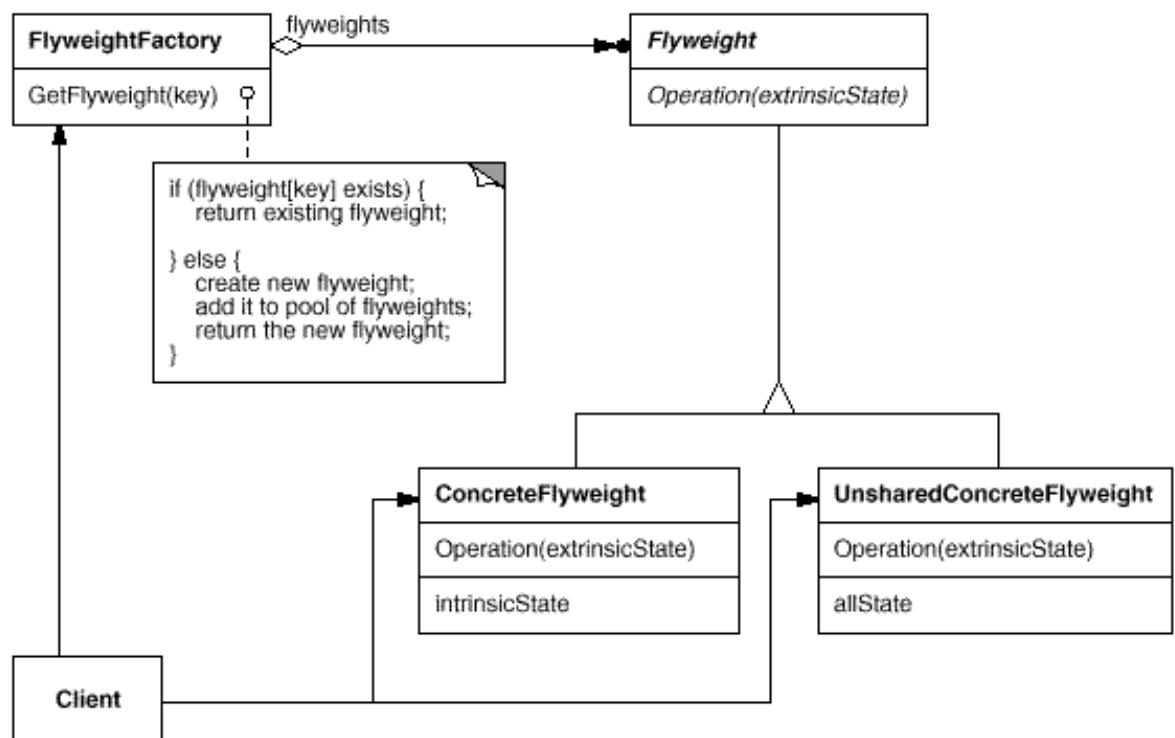 flyweights
FlyweightFactory
GetFlyweight(key)
Flyweight
Operation(extrinsicState)
if (flyweight[key] exists) {
return existing flyweight;
} else {
create new flyweight;
add it to pool of flyweights;
return the new flyweight;
}
ConcreteFlyweight
Operation(extrinsicState)
intrinsicState
UnsharedConcreteFlyweight
Operation(extrinsicState)
allState
Client